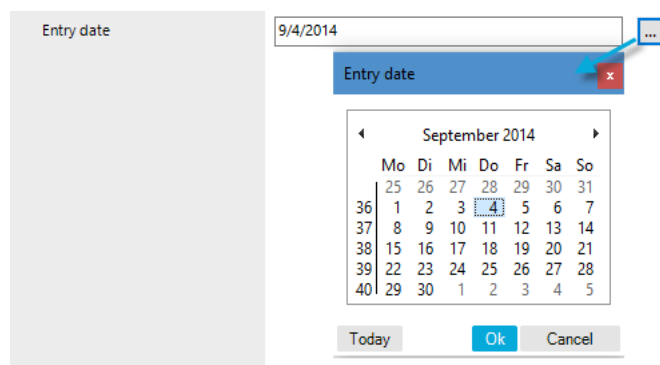 Entry date 9/4/2014 ...
Entry date x
September 2014
Mo Di Mi Do Fr Sa So
25 26 27 28 29 30 31
36 1 2 3 4 5 6 7
37 8 9 10 11 12 13 14
38 15 16 17 18 19 20 21
39 22 23 24 25 26 27 28
40 29 30 1 2 3 4 5
Today Ok Cancel